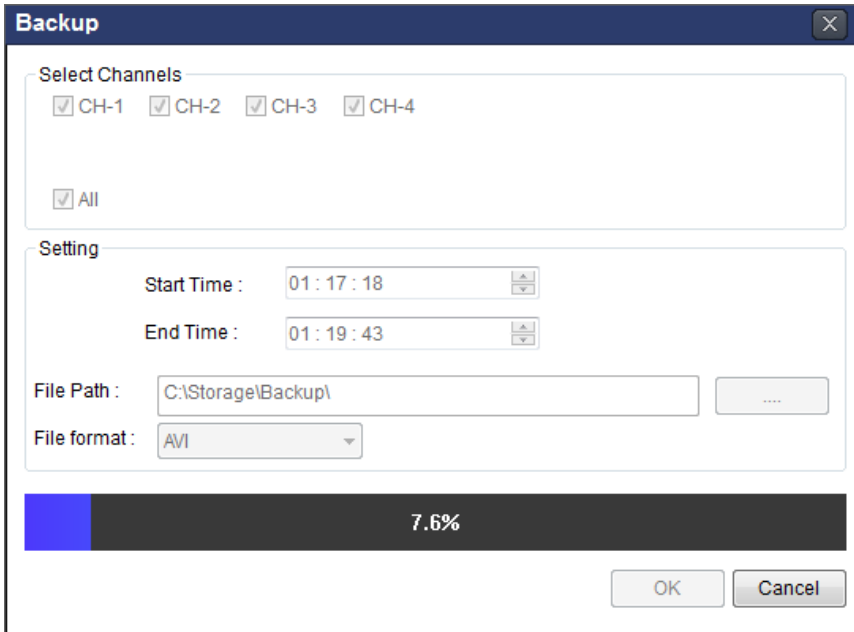 Backup
Select Channels
CH-1 CH-2 CH-3 CH-4
All
Setting
Start Time : 01 : 17 : 18
End Time : 01 : 19 : 43
File Path : C:\Storage\Backup\ ....
File format : AVI
7.6%
OK Cancel